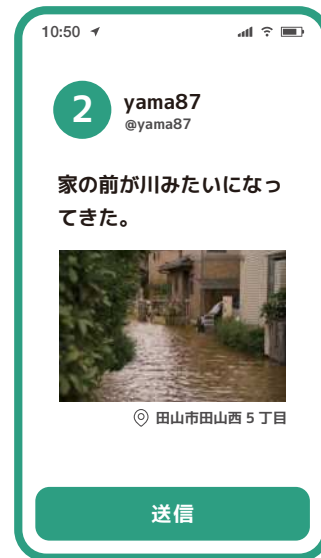 10:50
2
yama87
@yama87
家の前が川みたいになっ
てきた。
田山市田山西 5 丁目
送信